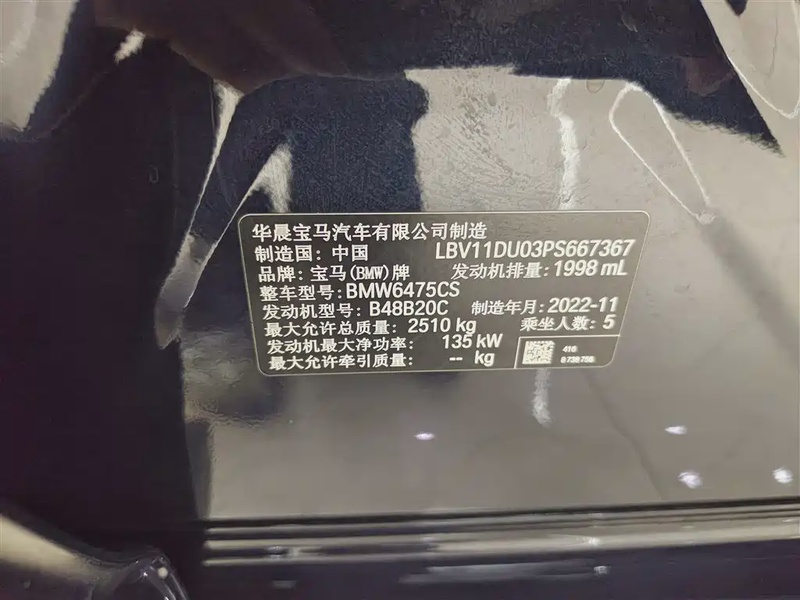 华晨宝马汽车有限公司制造
制造国: 中国 LBV11DU03PS667367
品牌: 宝马(BMW)牌 发动机排量: 1998 mL
整车型号: BMW6475CS
发动机型号: B48B20C 制造年月: 2022-11
最大允许总质量: 2510 kg 乘坐人数: 5
发动机最大净功率: 135 kW
最大允许牵引质量: -- kg
416
8 739 755